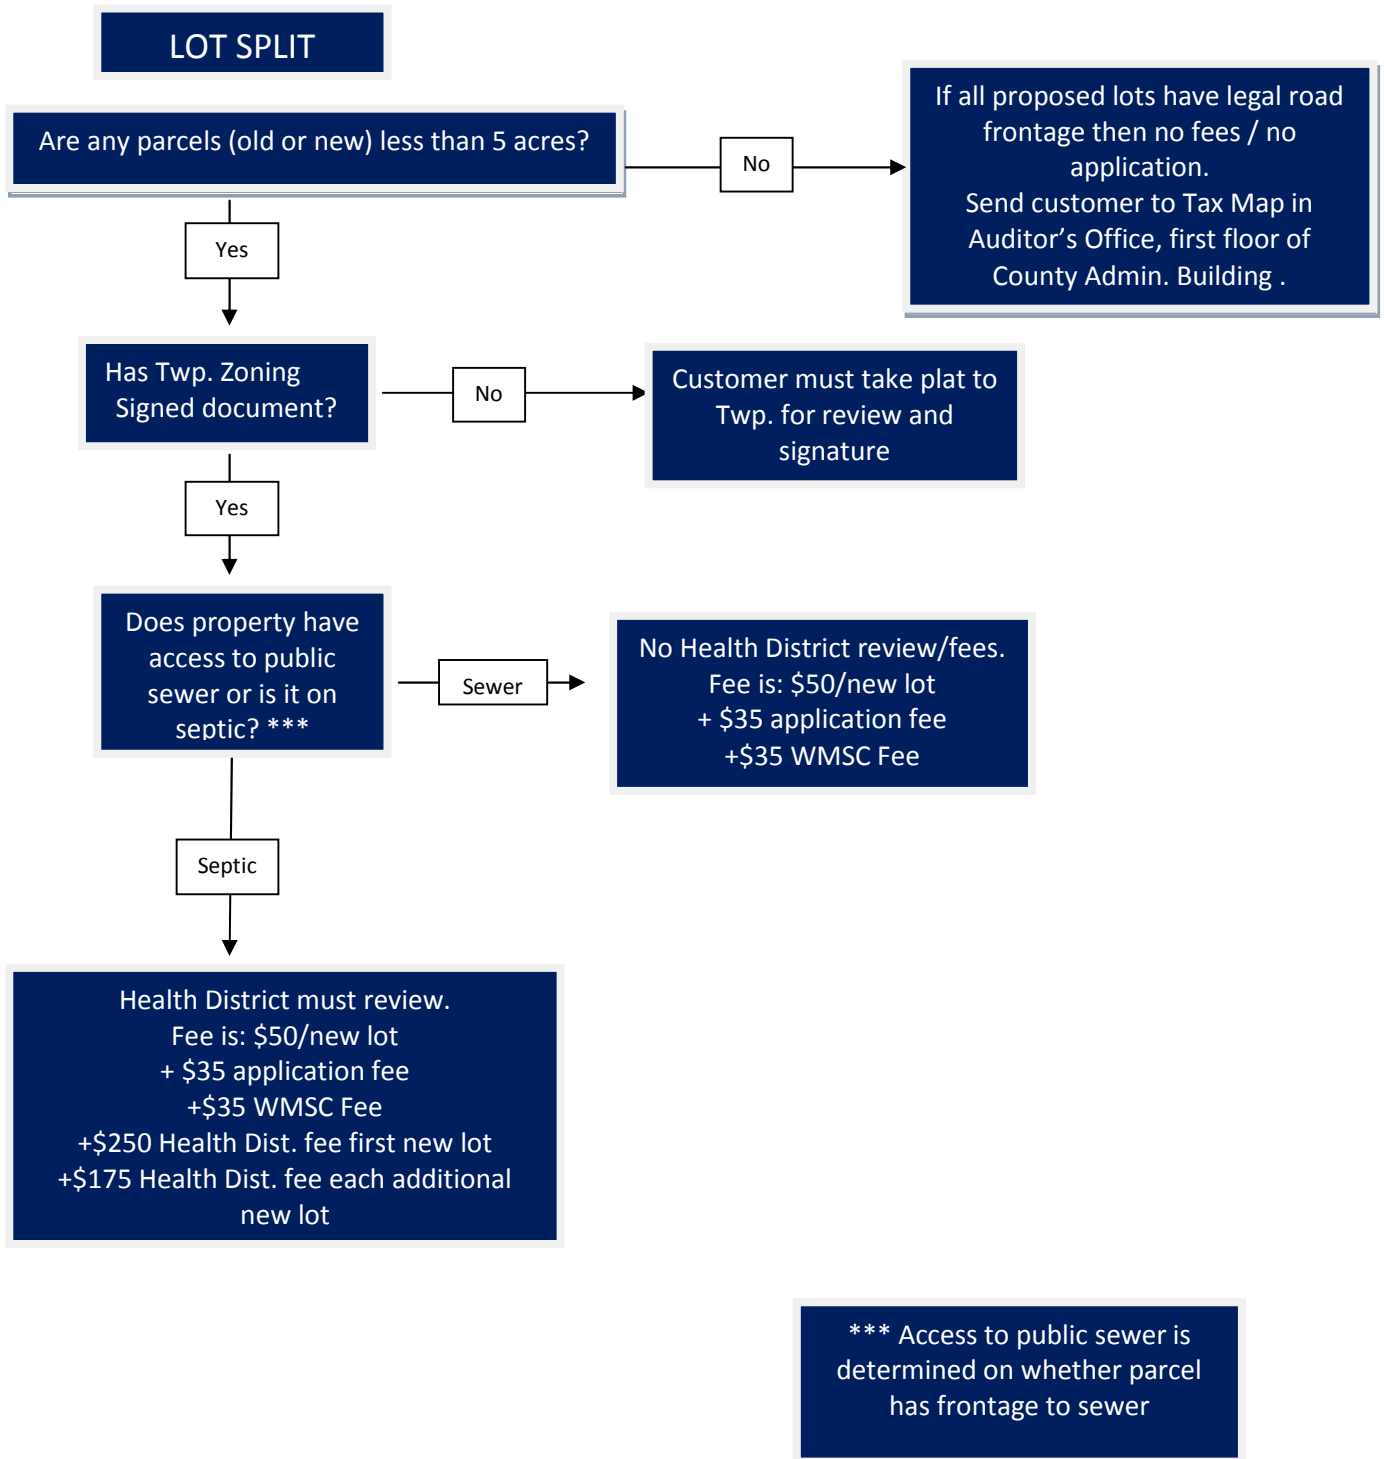 LOT SPLIT
Are any parcels (old or new) less than 5 acres?
No
If all proposed lots have legal road
frontage then no fees / no
application.
Send customer to Tax Map in
Auditor’s Office, first floor of
County Admin. Building .
Yes
Has Twp. Zoning
Signed document?
No
Customer must take plat to
Twp. for review and
signature
Yes
Does property have
access to public
sewer or is it on
septic? ***
Sewer
No Health District review/fees.
Fee is: $50/new lot
+ $35 application fee
+$35 WMSC Fee
Septic
Health District must review.
Fee is: $50/new lot
+ $35 application fee
+$35 WMSC Fee
+$250 Health Dist. fee first new lot
+$175 Health Dist. fee each additional
new lot
*** Access to public sewer is
determined on whether parcel
has frontage to sewer